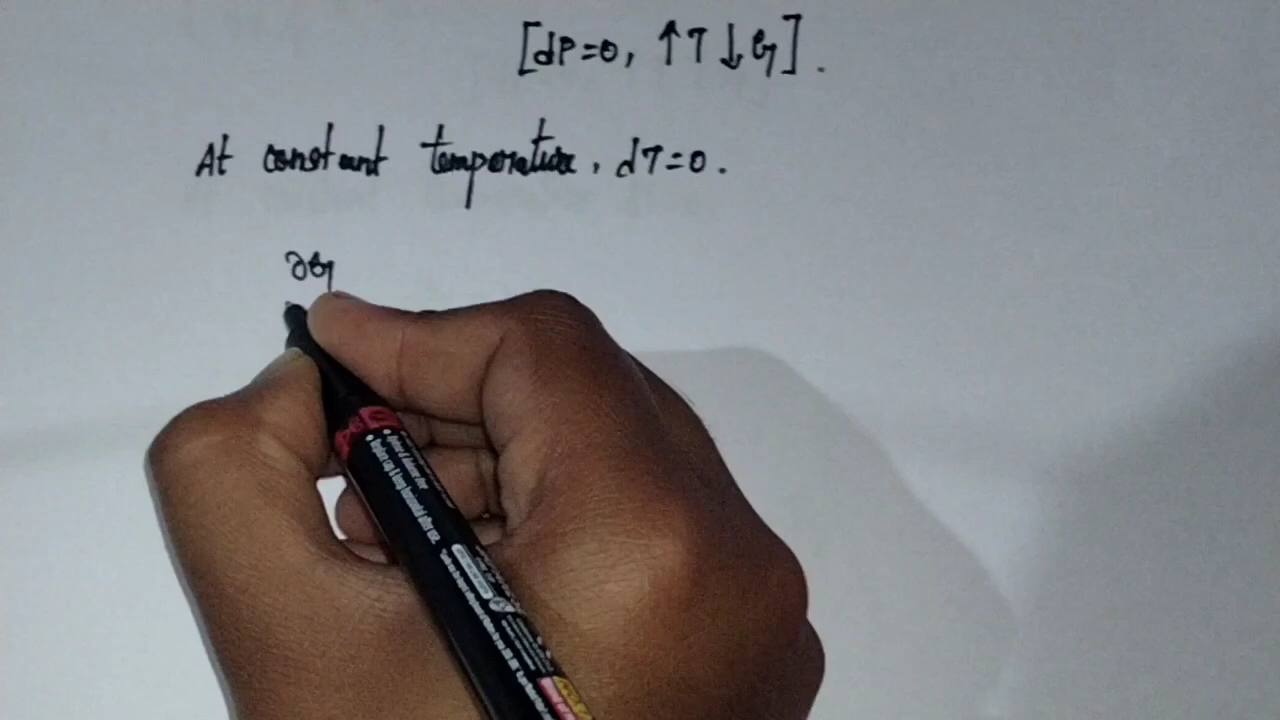 [dP=0, ↑T ↓G].
At constant temperature, dT=0.
∂G